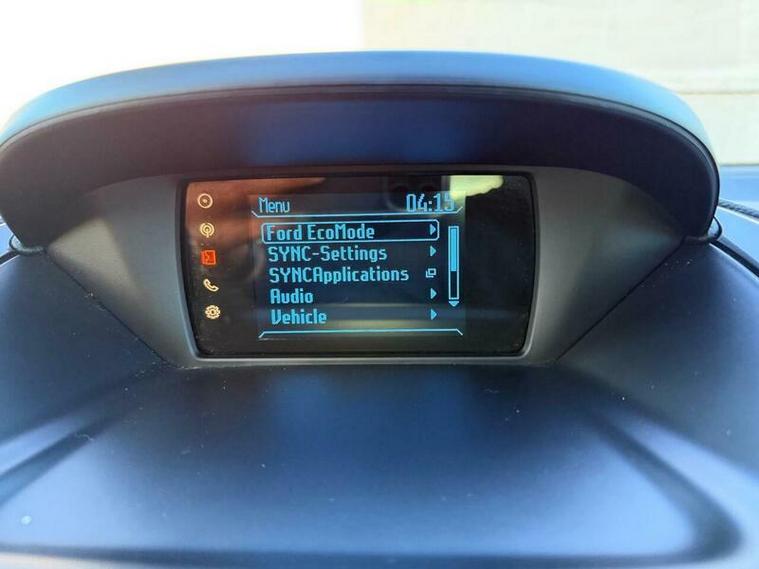 Menu 04:15
Ford EcoMode
SYNC-Settings
SYNCApplications
Audio
Vehicle